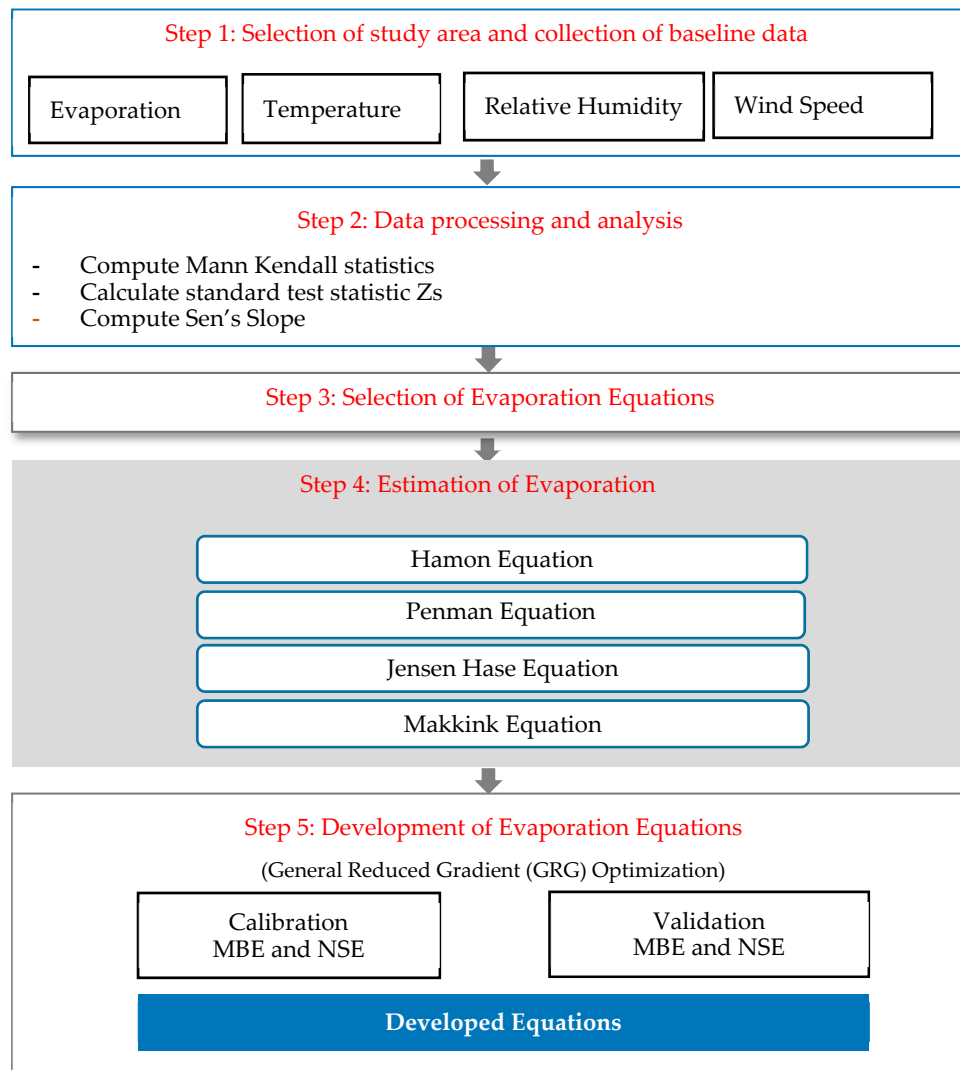 Step 1: Selection of study area and collection of baseline data
Evaporation
Temperature
Relative Humidity
Wind Speed
Step 2: Data processing and analysis
- Compute Mann Kendall statistics
- Calculate standard test statistic Zs
- Compute Sen’s Slope
Step 3: Selection of Evaporation Equations
Step 4: Estimation of Evaporation
Hamon Equation
Penman Equation
Jensen Hase Equation
Makkink Equation
Step 5: Development of Evaporation Equations
(General Reduced Gradient (GRG) Optimization)
Calibration
MBE and NSE
Validation
MBE and NSE
Developed Equations